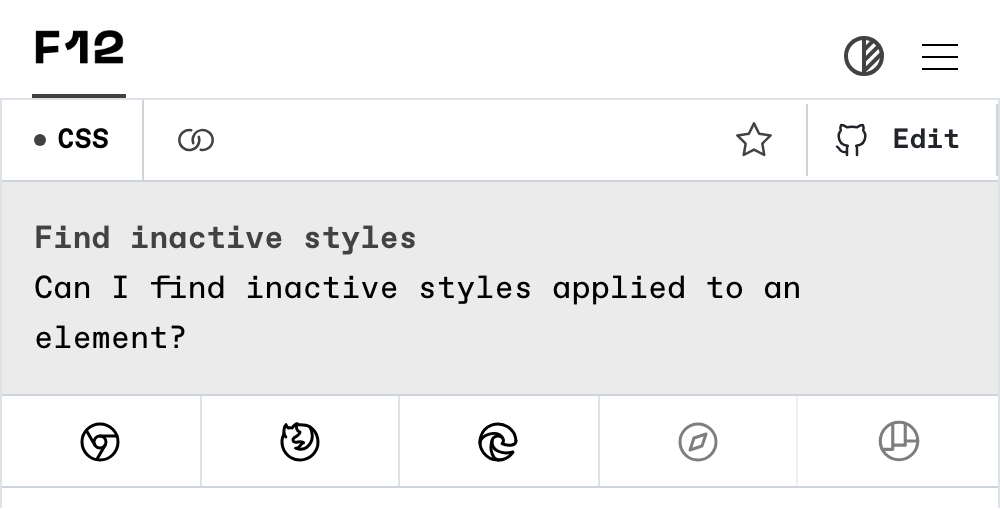 F12
CSS
Edit
Find inactive styles
Can I find inactive styles applied to an
element?